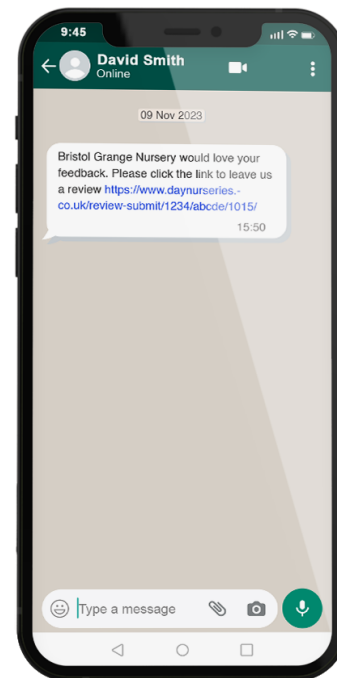 9:45
David Smith
Online
09 Nov 2023
Bristol Grange Nursery would love your
feedback. Please click the link to leave us
a review https://www.daynurseries.-
co.uk/review-submit/1234/abcde/1015/
15:50
Type a message